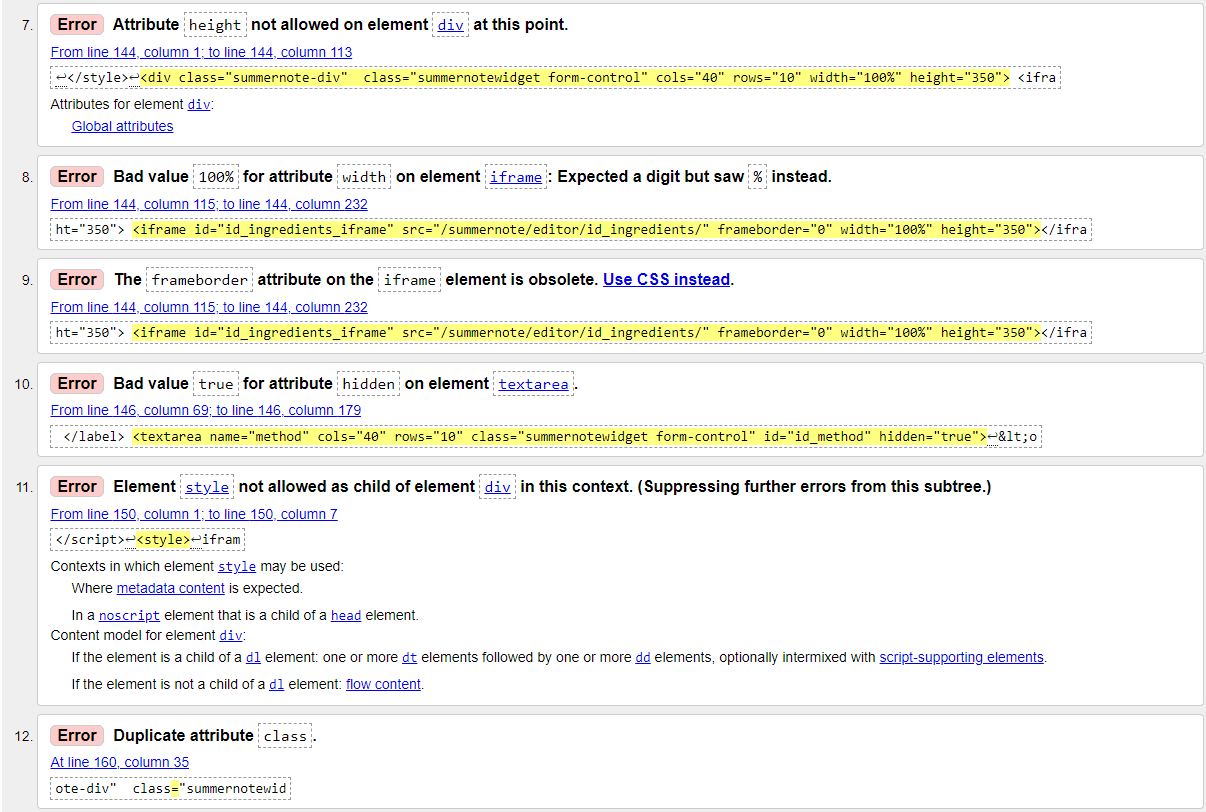 7. Error Attribute height not allowed on element div at this point.
From line 144, column 1; to line 144, column 113
↩</style>↩<div class="summernote-div"  class="summernotewidget form-control" cols="40" rows="10" width="100%" height="350"> <ifra
Attributes for element div:
Global attributes
8. Error Bad value 100% for attribute width on element iframe: Expected a digit but saw % instead.
From line 144, column 115; to line 144, column 232
ht="350"> <iframe id="id_ingredients_iframe" src="/summernote/editor/id_ingredients/" frameborder="0" width="100%" height="350"></ifra
9. Error The frameborder attribute on the iframe element is obsolete. Use CSS instead.
From line 144, column 115; to line 144, column 232
ht="350"> <iframe id="id_ingredients_iframe" src="/summernote/editor/id_ingredients/" frameborder="0" width="100%" height="350"></ifra
10. Error Bad value true for attribute hidden on element textarea.
From line 146, column 69; to line 146, column 179
</label> <textarea name="method" cols="40" rows="10" class="summernotewidget form-control" id="id_method" hidden="true">↩&lt;o
11. Error Element style not allowed as child of element div in this context. (Suppressing further errors from this subtree.)
From line 150, column 1; to line 150, column 7
</script>↩<style>↩ifram
Contexts in which element style may be used:
Where metadata content is expected.
In a noscript element that is a child of a head element.
Content model for element div:
If the element is a child of a dl element: one or more dt elements followed by one or more dd elements, optionally intermixed with script-supporting elements.
If the element is not a child of a dl element: flow content.
12. Error Duplicate attribute class.
At line 160, column 35
ote-div"  class="summernotewid